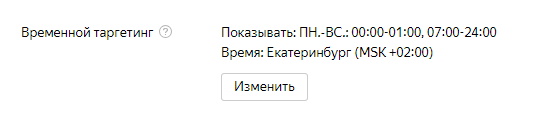 Временной таргетинг ? Показывать: ПН.-ВС.: 00:00-01:00, 07:00-24:00
Время: Екатеринбург (MSK +02:00)
Изменить